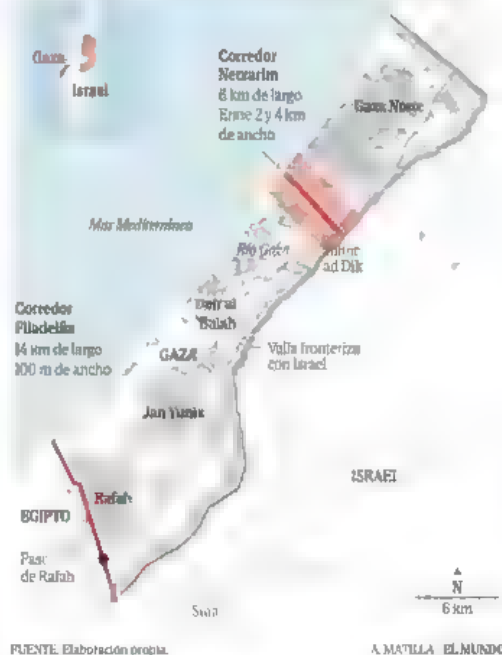 Gaza
Israel
Corredor
Netzarim
6 km de largo
Entre 2 y 4 km
de ancho
Gaza Norte
Mar Mediterráneo
Río Gaza
ad Dik
Deir al
Balah
Corredor
Filadelfia
14 km de largo
100 m de ancho
GAZA
Valla fronteriza
con Israel
Jan Yunis
ISRAEL
Rafah
EGIPTO
Paso
de Rafah
N
6 km
FUENTE: Elaboración propia.
A. MATILLA / EL MUNDO